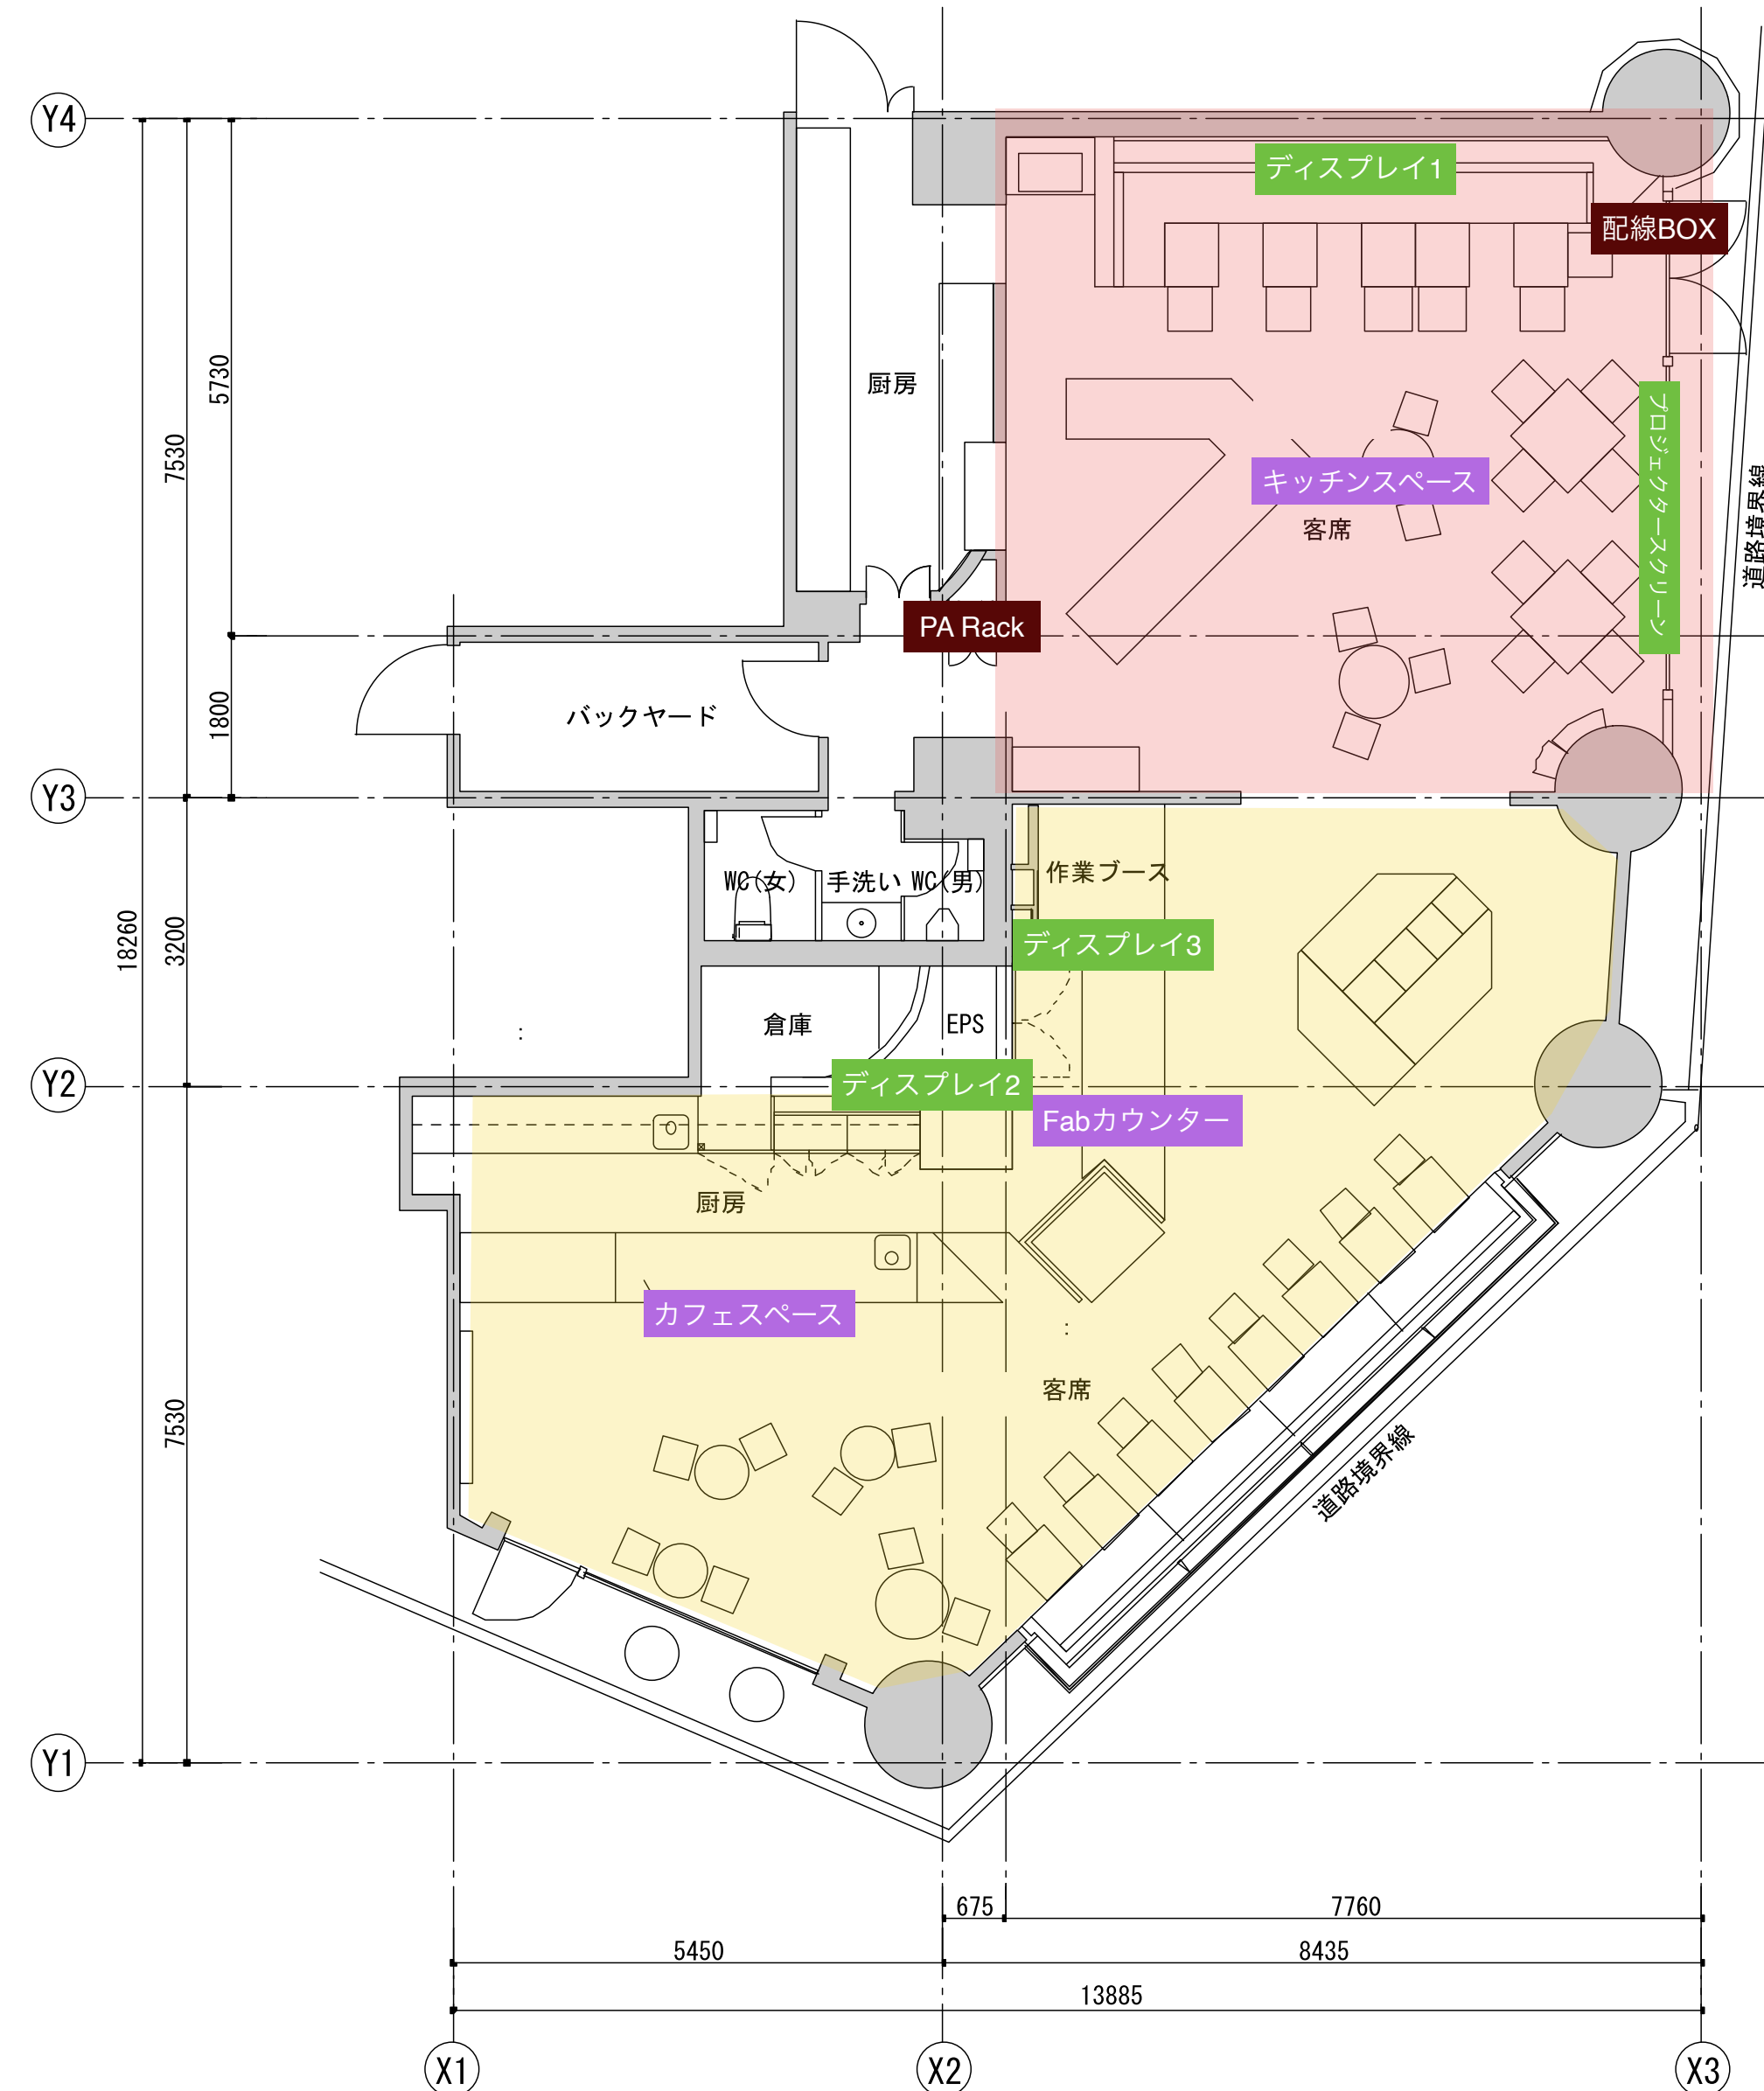 Y4
ディスプレイ1
配線BOX
5730
厨房
7530
プロジェクタースクリーン
キッチンスペース
道路境界線
客席
PA Rack
1800
バックヤード
Y3
作業ブース
WC(女)
手洗い
WC(男)
18260
3200
ディスプレイ3
倉庫
EPS
:
Y2
ディスプレイ2
Fabカウンター
厨房
カフェスペース
:
客席
7530
道路境界線
Y1
675
7760
5450
8435
13885
X1
X2
X3